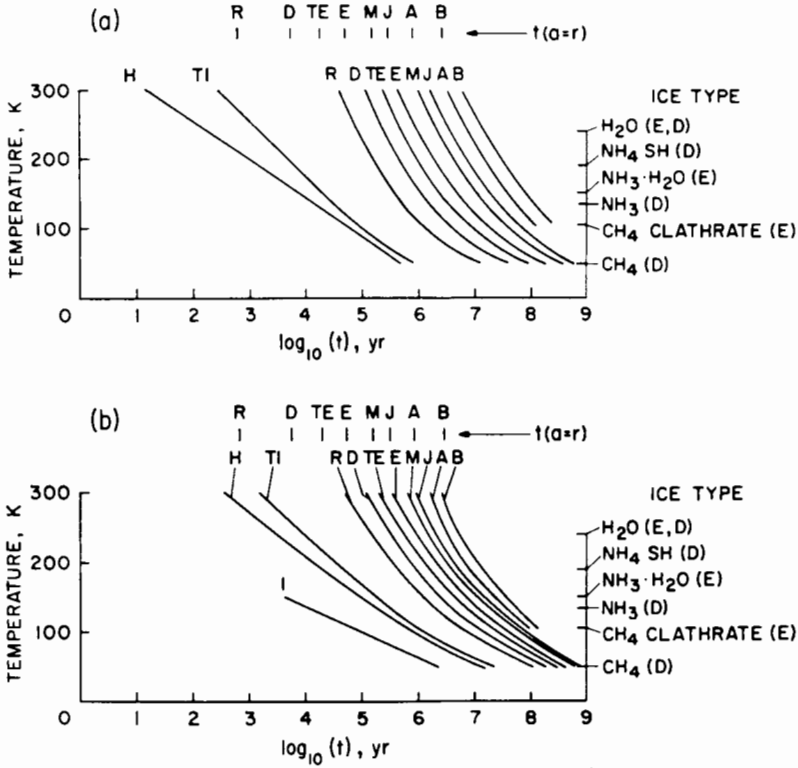 (a)
R D TE E M J A B
t(a=r)
H TI R D TE E M J A B
ICE TYPE
300
200
100
0
TEMPERATURE, K
H₂O (E,D)
NH₄ SH (D)
NH₃·H₂O (E)
NH₃ (D)
CH₄ CLATHRATE (E)
CH₄ (D)
1 2 3 4 5 6 7 8 9
log₁₀ (t), yr
(b)
R D TE E M J A B
t(a=r)
H TI R D TE E M J A B
ICE TYPE
300
200
100
0
TEMPERATURE, K
I
H₂O (E,D)
NH₄ SH (D)
NH₃·H₂O (E)
NH₃ (D)
CH₄ CLATHRATE (E)
CH₄ (D)
1 2 3 4 5 6 7 8 9
log₁₀ (t), yr